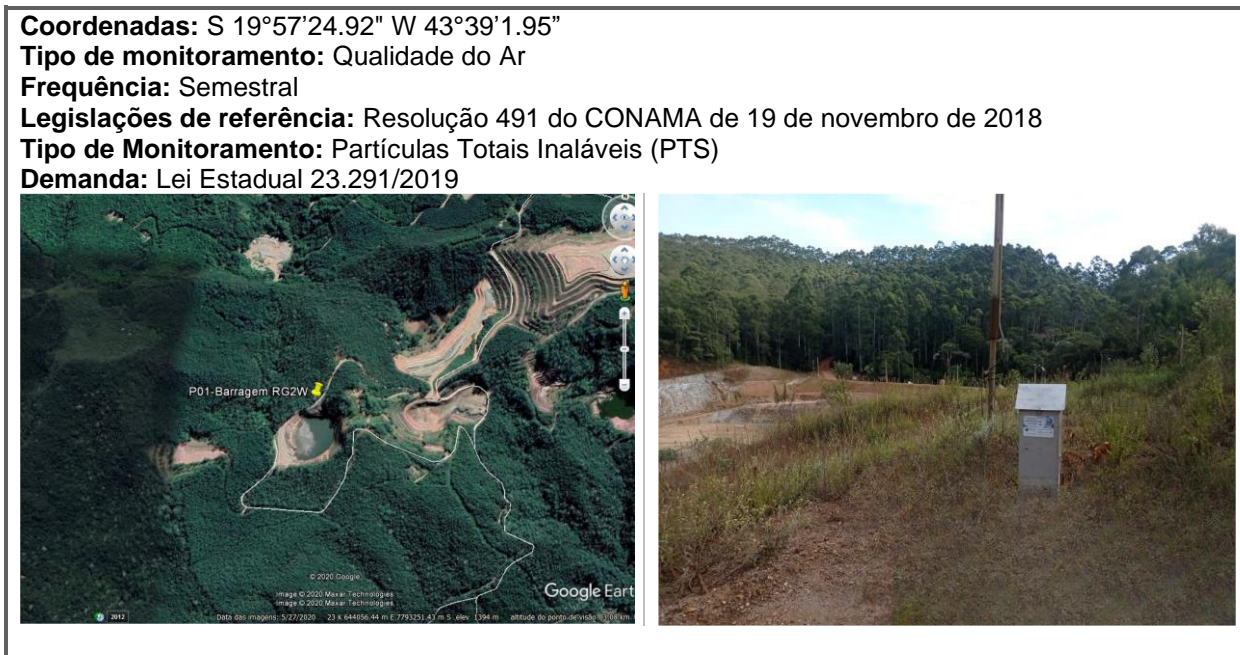 Coordenadas: S 19°57’24.92" W 43°39’1.95”
Tipo de monitoramento: Qualidade do Ar
Frequência: Semestral
Legislações de referência: Resolução 491 do CONAMA de 19 de novembro de 2018
Tipo de Monitoramento: Partículas Totais Inaláveis (PTS)
Demanda: Lei Estadual 23.291/2019
P01-Barragem RG2W
© 2020 Google
Image © 2020 Maxar Technologies
Image © 2020 Maxar Technologies
Google Eart
2012
Data das imagens: 5/27/2020 23 K 644056.44 m E 7793251.43 m S elev 1394 m altitude do ponto de visão